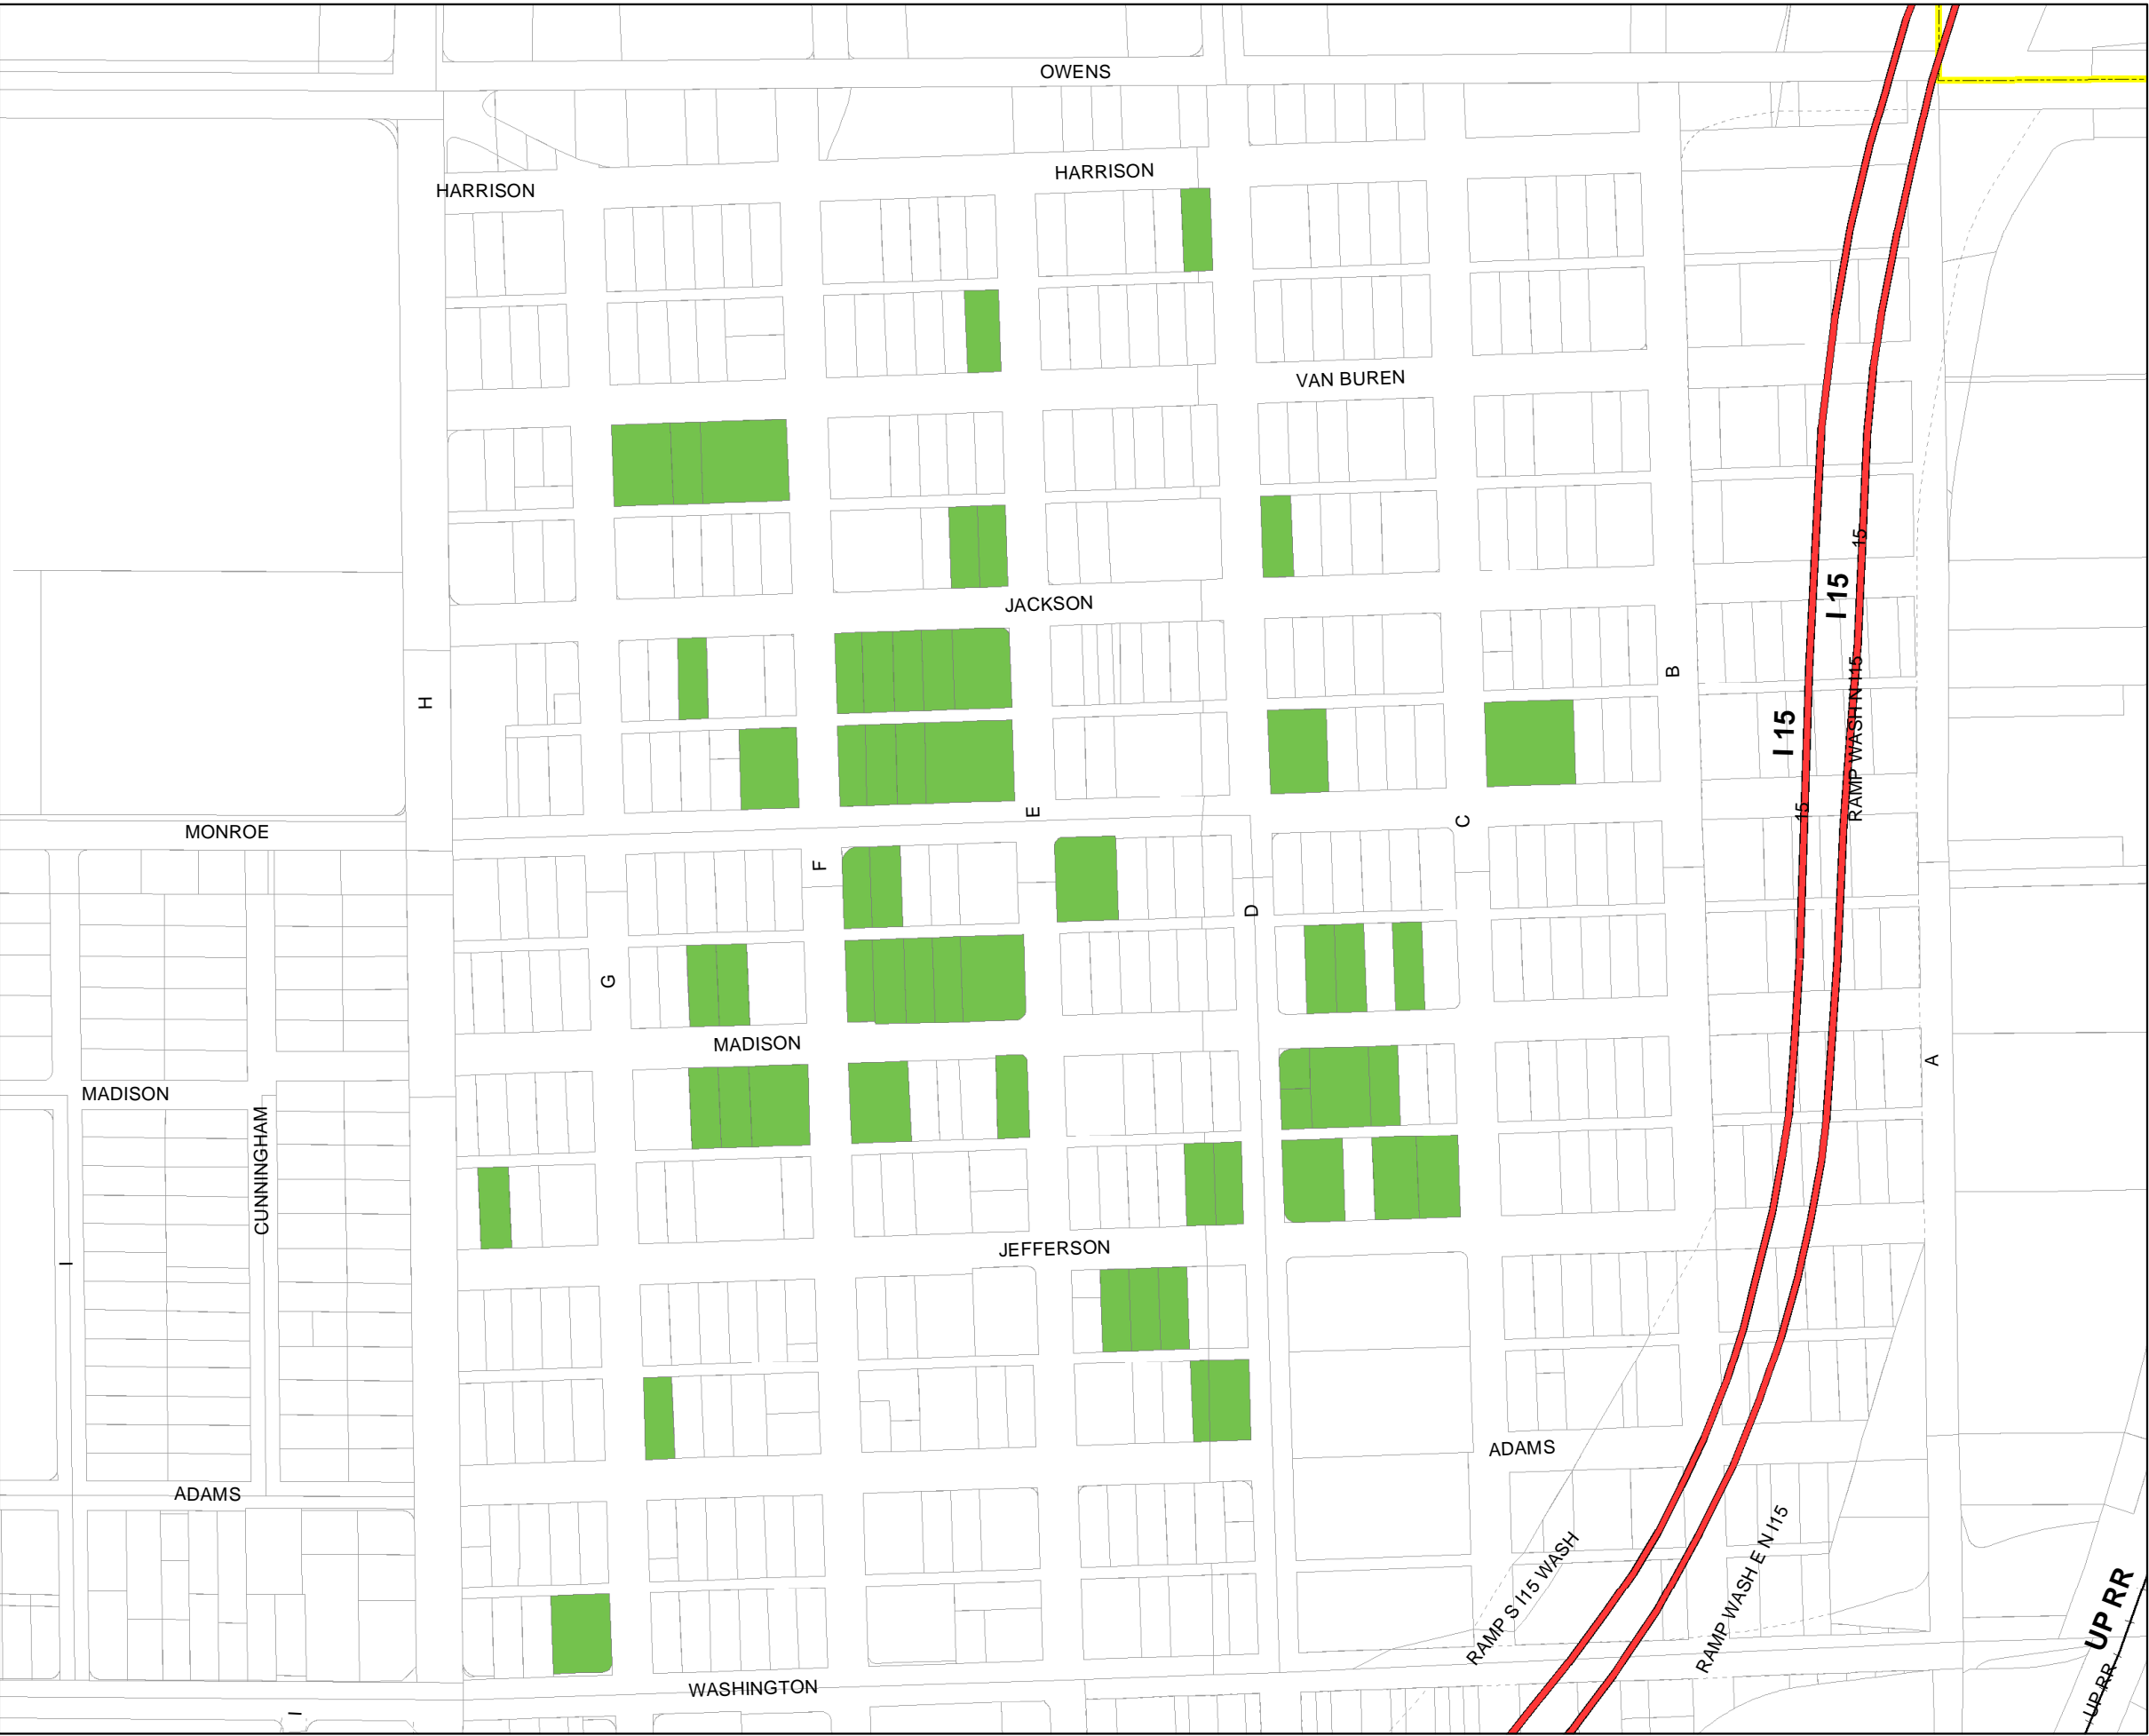 OWENS
HARRISON
HARRISON
VAN BUREN
JACKSON
15
I 15
B
H
RAMP WASH N I15
I 15
15
E
C
MONROE
F
D
G
MADISON
A
MADISON
CUNNINGHAM
JEFFERSON
I
ADAMS
ADAMS
RAMP S I15 WASH
RAMP WASH E N I15
UP RR
UP RR
WASHINGTON
I